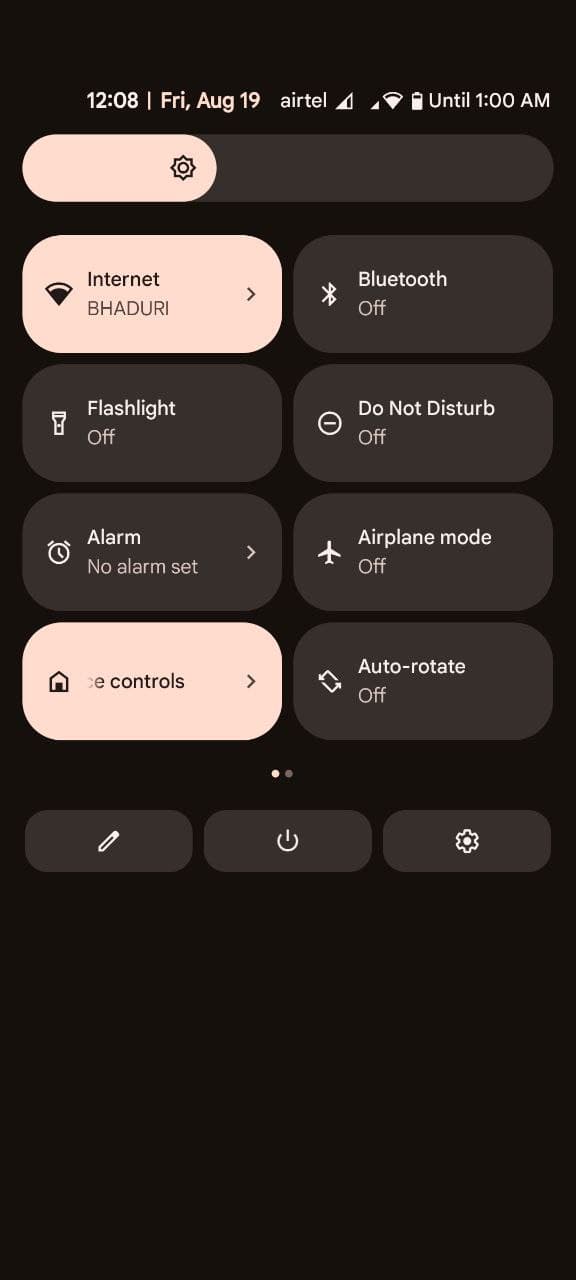 12:08 | Fri, Aug 19 airtel Until 1:00 AM
Internet
BHADURI
Bluetooth
Off
Flashlight
Off
Do Not Disturb
Off
Alarm
No alarm set
Airplane mode
Off
controls
Auto-rotate
Off